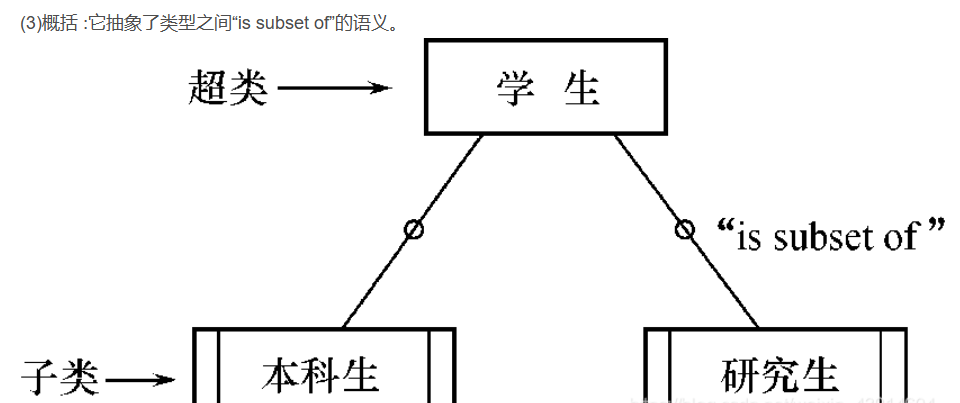 (3)概括 :它抽象了类型之间“is subset of”的语义。
超类
学 生
“is subset of”
子类
本科生
研究生